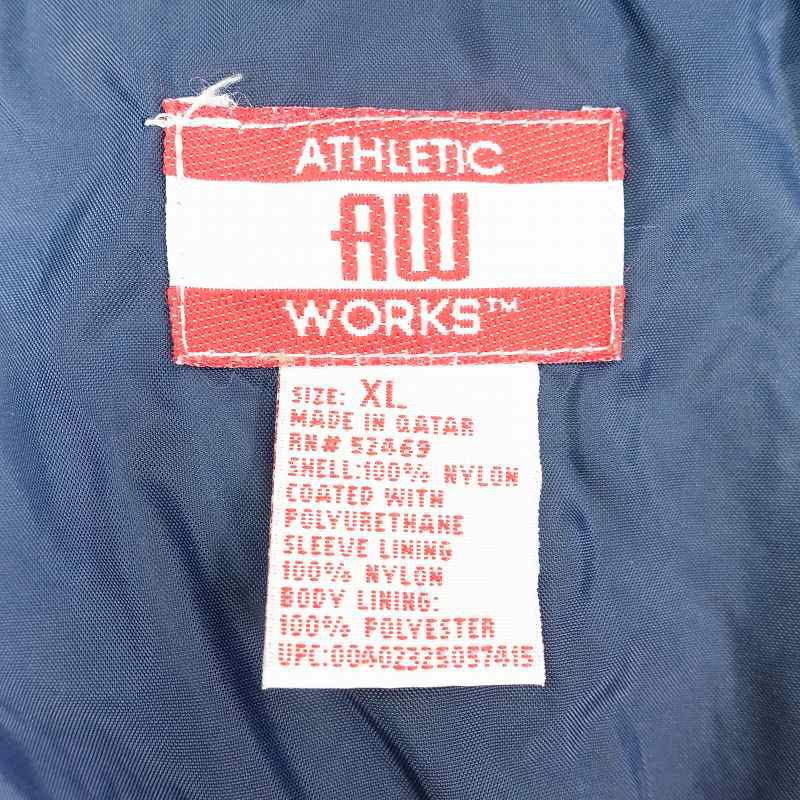 ATHLETIC
AW
WORKS™
SIZE: XL
MADE IN QATAR
RN# 52469
SHELL:100% NYLON
COATED WITH
POLYURETHANE
SLEEVE LINING
100% NYLON
BODY LINING:
100% POLYESTER
UPC:00402325057415